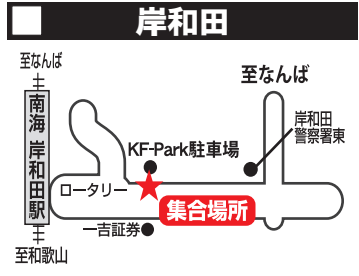 岸和田
至なんば
至なんば
南海 岸和田駅
岸和田
警察署東
KF-Park駐車場
ロータリー
集合場所
一吉証券
至和歌山